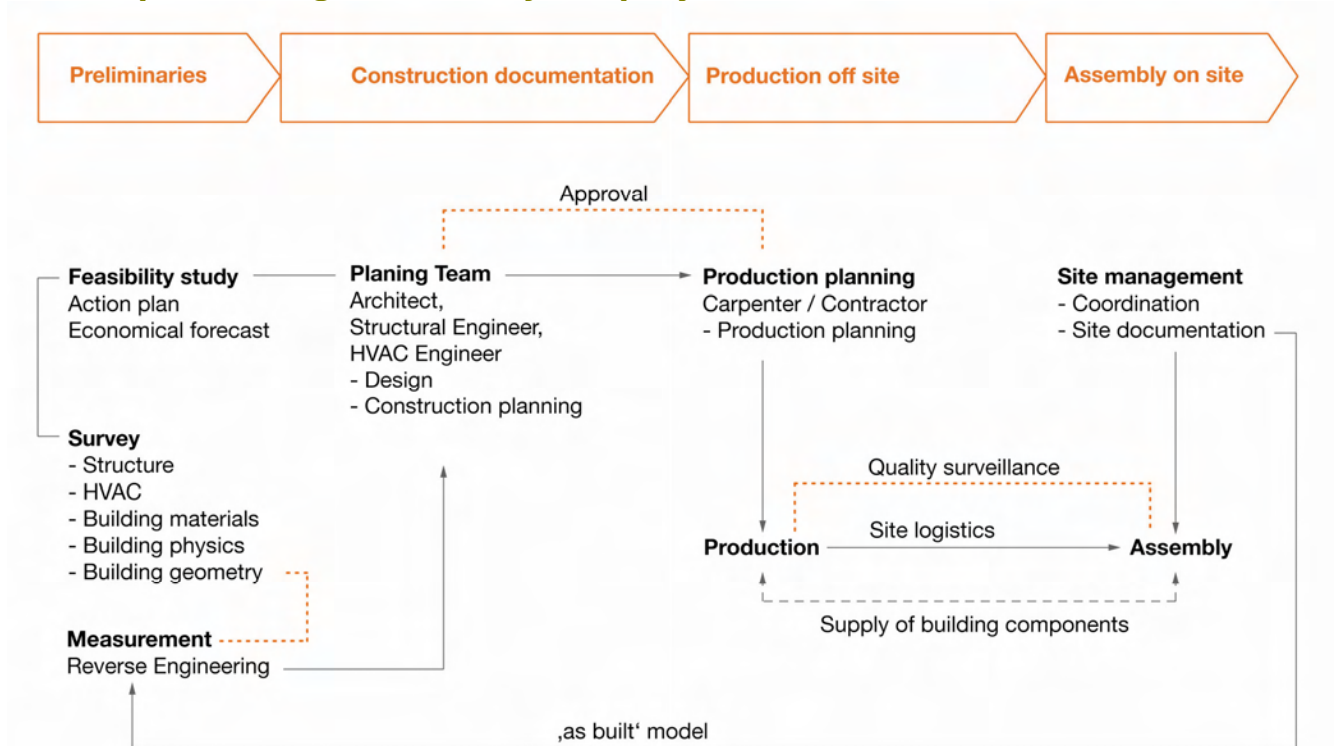 Preliminaries
Construction documentation
Production off site
Assembly on site
Approval
Feasibility study
Action plan
Economical forecast
Planing Team
Architect,
Structural Engineer,
HVAC Engineer
- Design
- Construction planning
Production planning
Carpenter / Contractor
- Production planning
Site management
- Coordination
- Site documentation
Survey
- Structure
- HVAC
- Building materials
- Building physics
- Building geometry
Quality surveillance
Production
Site logistics
Assembly
Supply of building components
Measurement
Reverse Engineering
‚as built‘ model